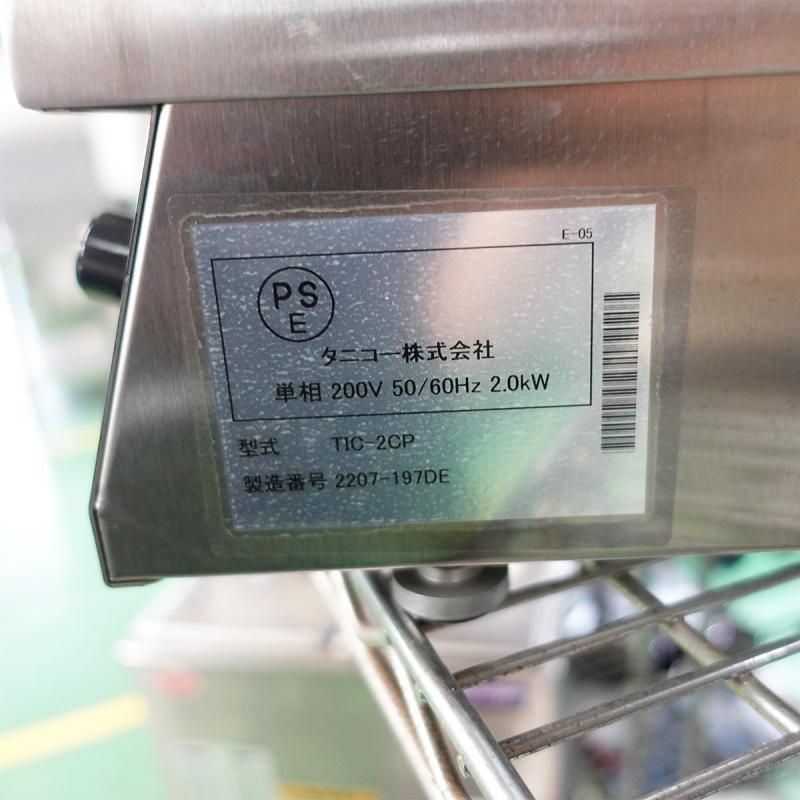 E-05
PS
E
タニコー株式会社
単相 200V 50/60Hz 2.0kW
型式 TIC-2CP
製造番号 2207-197DE